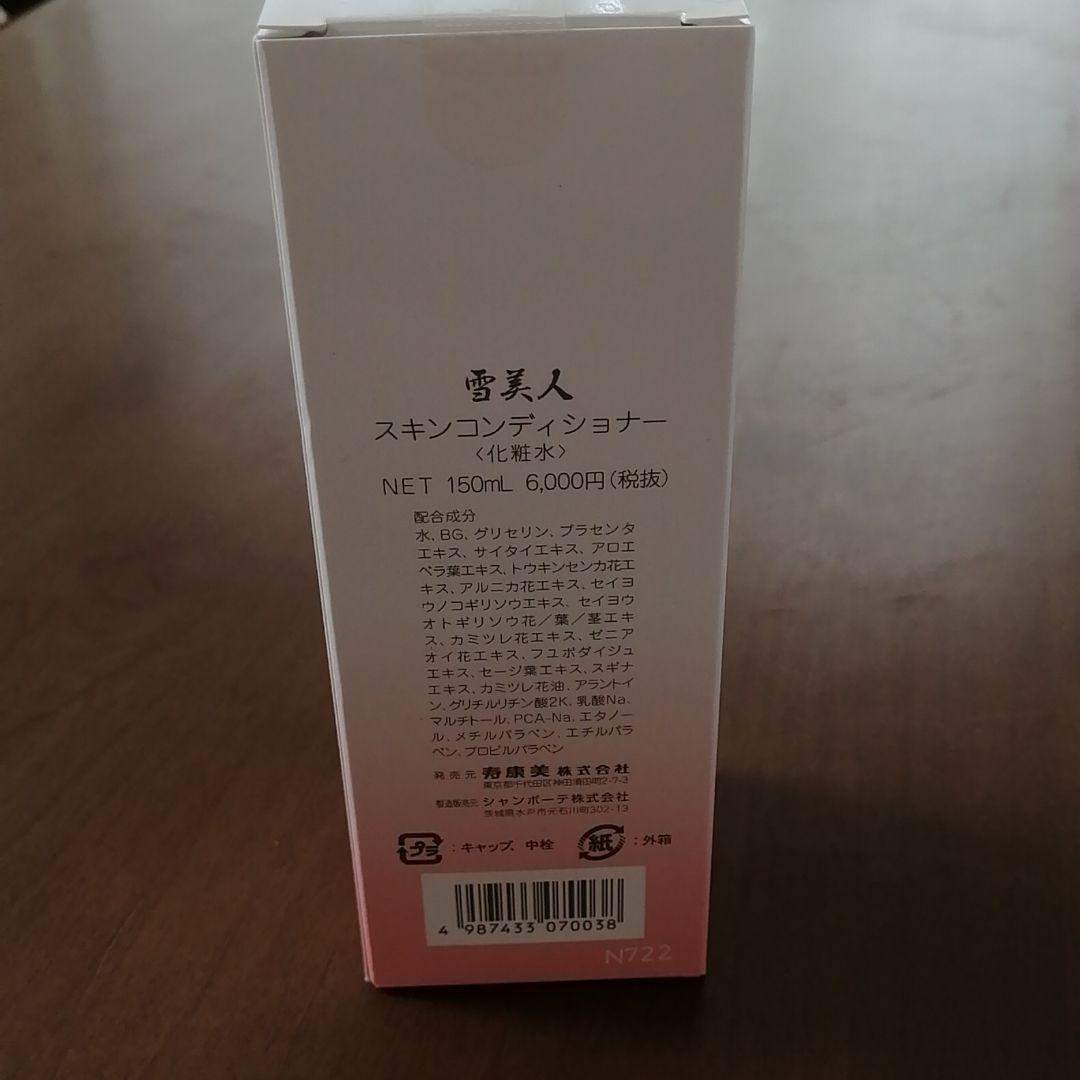 雪美人
スキンコンディショナー
〈化粧水〉
NET 150mL 6,000円(税抜)
配合成分
水、BG、グリセリン、プラセンタ
エキス、サイタイエキス、アロエ
ベラ葉エキス、トウキンセンカ花エ
キス、アルニカ花エキス、セイヨ
ウノコギリソウエキス、セイヨウ
オトギリソウ花／葉／茎エキ
ス、カミツレ花エキス、ゼニア
オイ花エキス、フユボダイジュ
エキス、セージ葉エキス、スギナ
エキス、カミツレ花油、アラントイ
ン、グリチルリチン酸2K、乳酸Na、
マルチトール、PCA-Na、エタノー
ル、メチルパラベン、エチルパラ
ベン、プロピルパラベン
発売元 寿康美 株式会社
東京都千代田区神田須田町2-7-3
製造販売元 シャンボーテ株式会社
茨城県水戸市元石川町302-13
プラ：キャップ、中栓 紙：外箱
4 987433 070038
N722